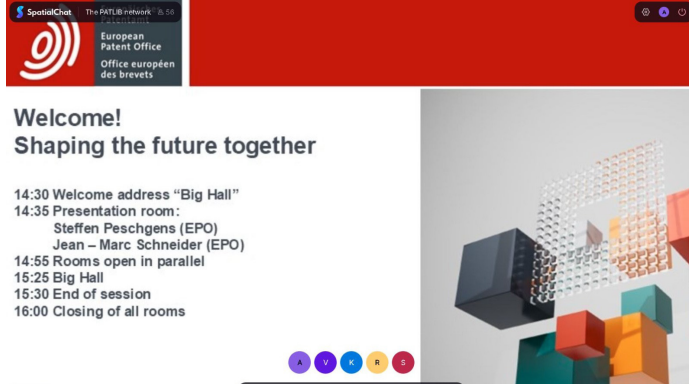 SpatialChat The PATLIB network 58 A
Patentamt
European
Patent Office
Office européen
des brevets
Welcome!
Shaping the future together
14:30 Welcome address “Big Hall”
14:35 Presentation room:
Steffen Peschgens (EPO)
Jean – Marc Schneider (EPO)
14:55 Rooms open in parallel
15:25 Big Hall
15:30 End of session
16:00 Closing of all rooms
A V K R S